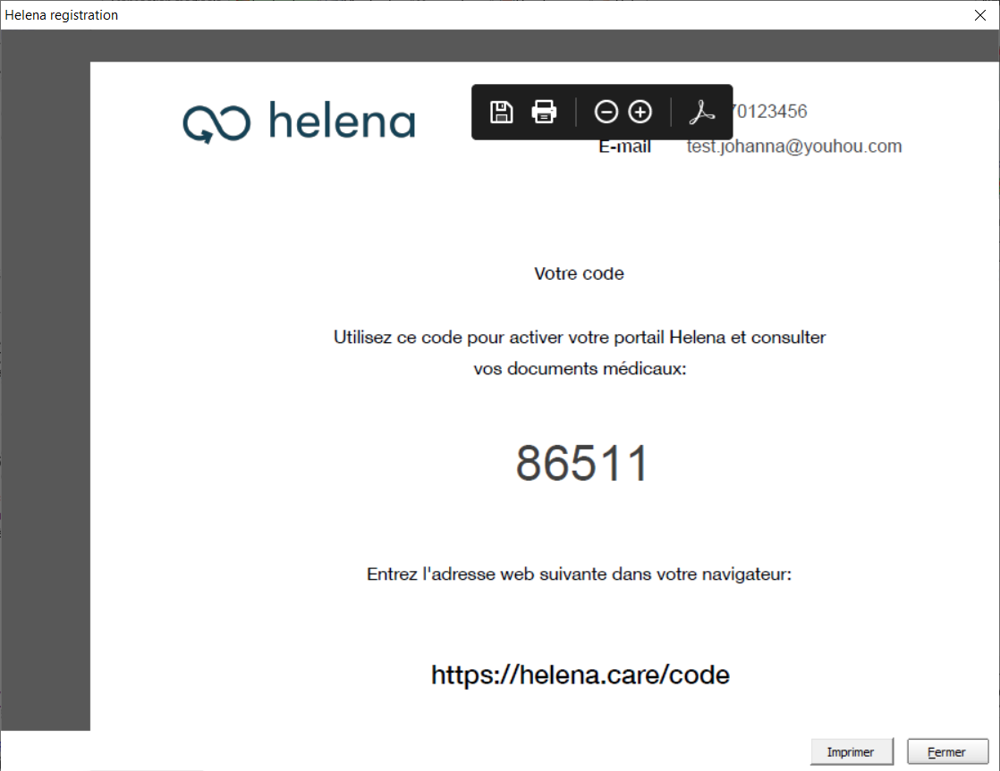 Helena registration
helena
70123456
E-mail test.johanna@youhou.com
Votre code
Utilisez ce code pour activer votre portail Helena et consulter
vos documents médicaux:
86511
Entrez l'adresse web suivante dans votre navigateur:
https://helena.care/code
Imprimer Fermer